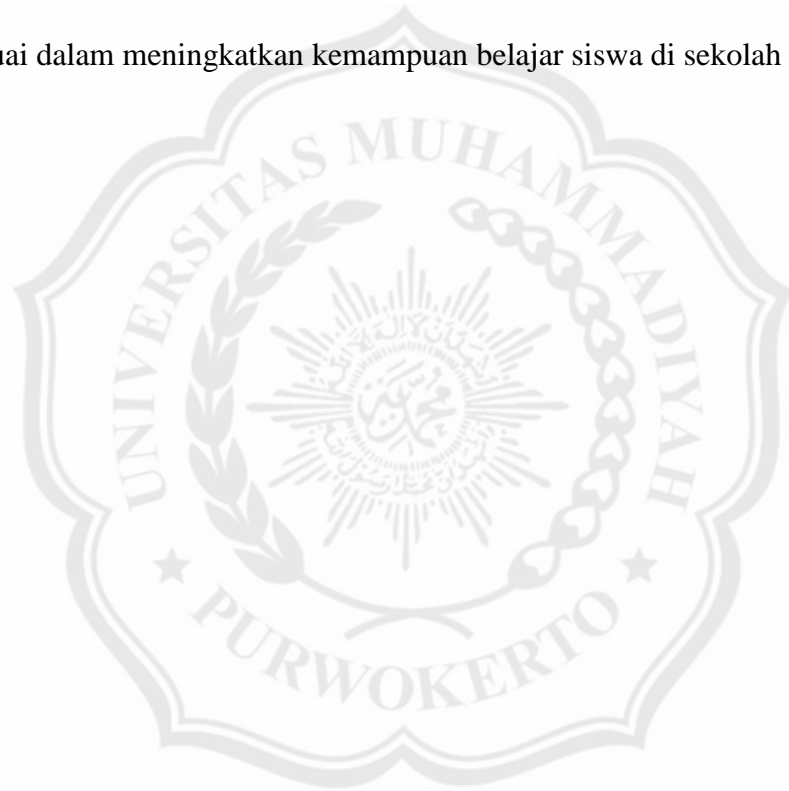 uai dalam meningkatkan kemampuan belajar siswa di sekolah
UNIVERSITAS MUHAMMADIYAH
PURWOKERTO